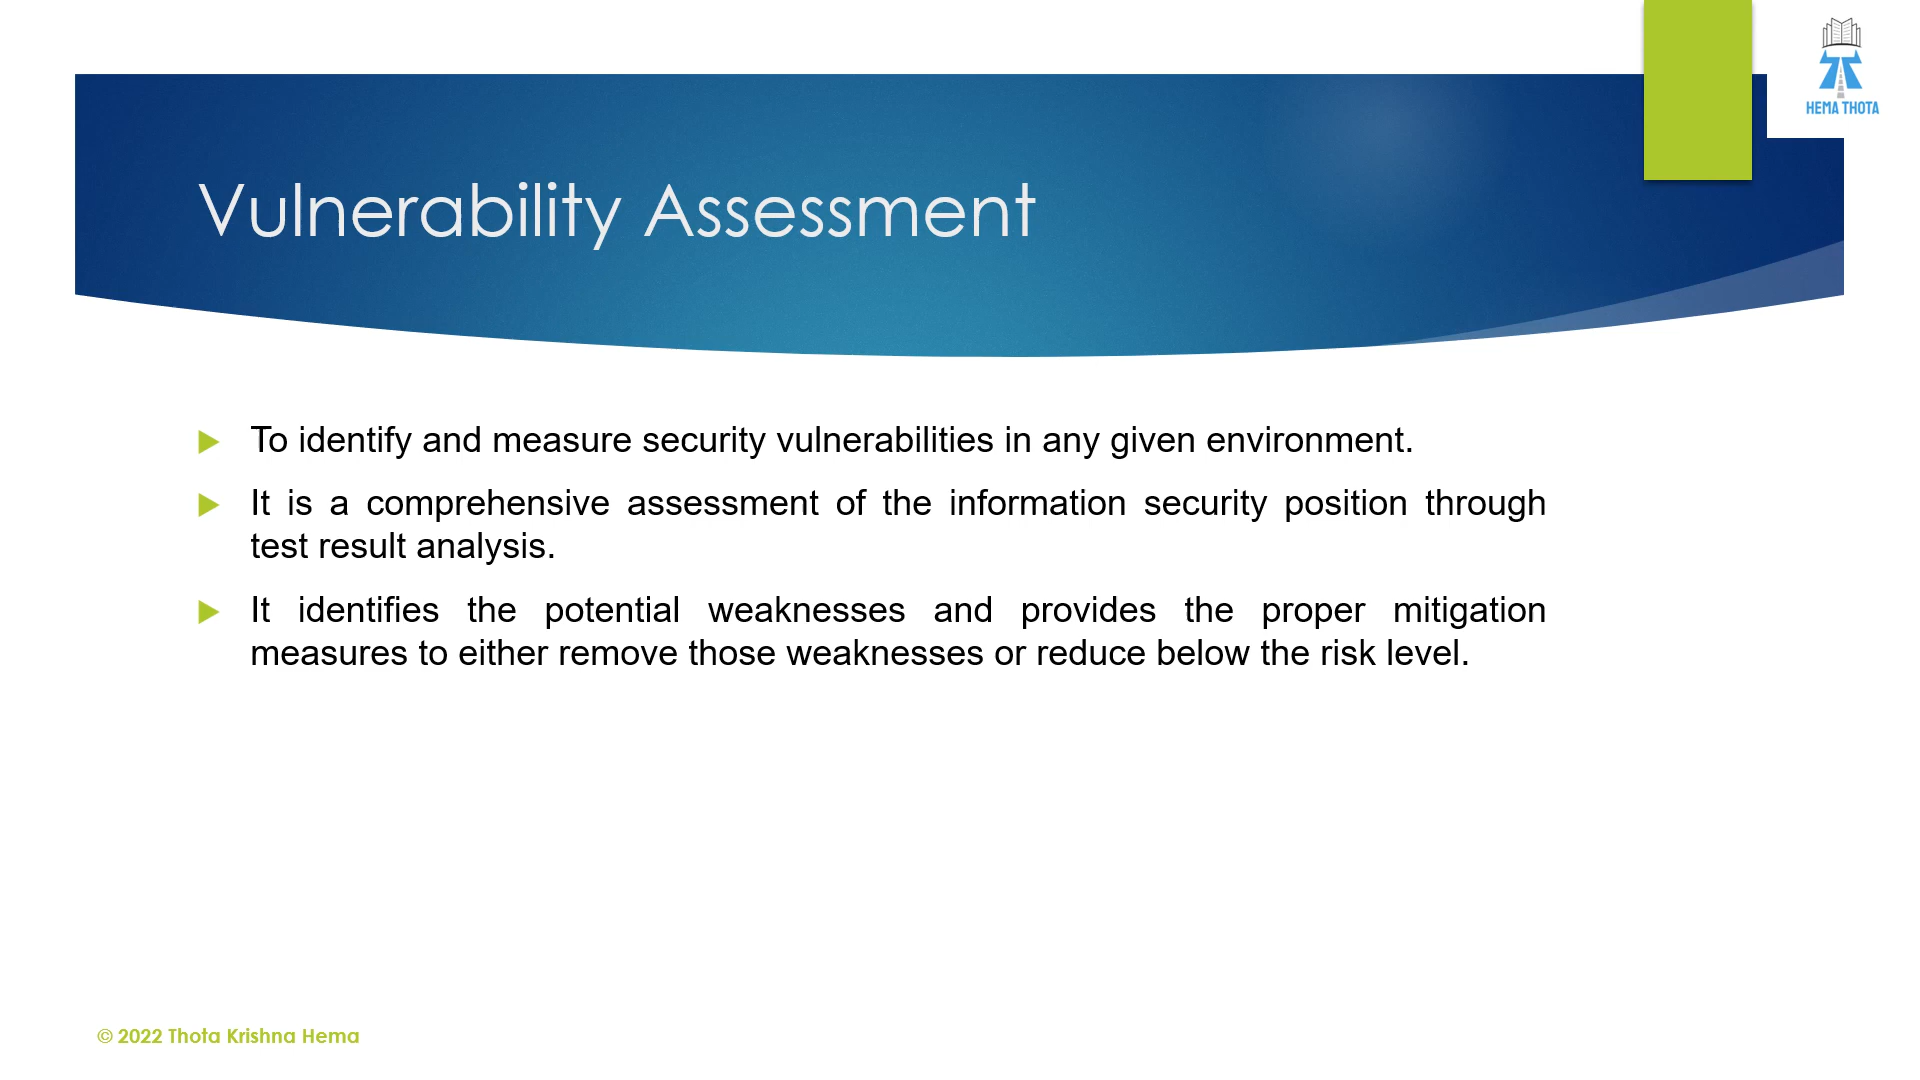 HEMA THOTA
Vulnerability Assessment
To identify and measure security vulnerabilities in any given environment.
It is a comprehensive assessment of the information security position through
test result analysis.
It identifies the potential weaknesses and provides the proper mitigation
measures to either remove those weaknesses or reduce below the risk level.
© 2022 Thota Krishna Hema